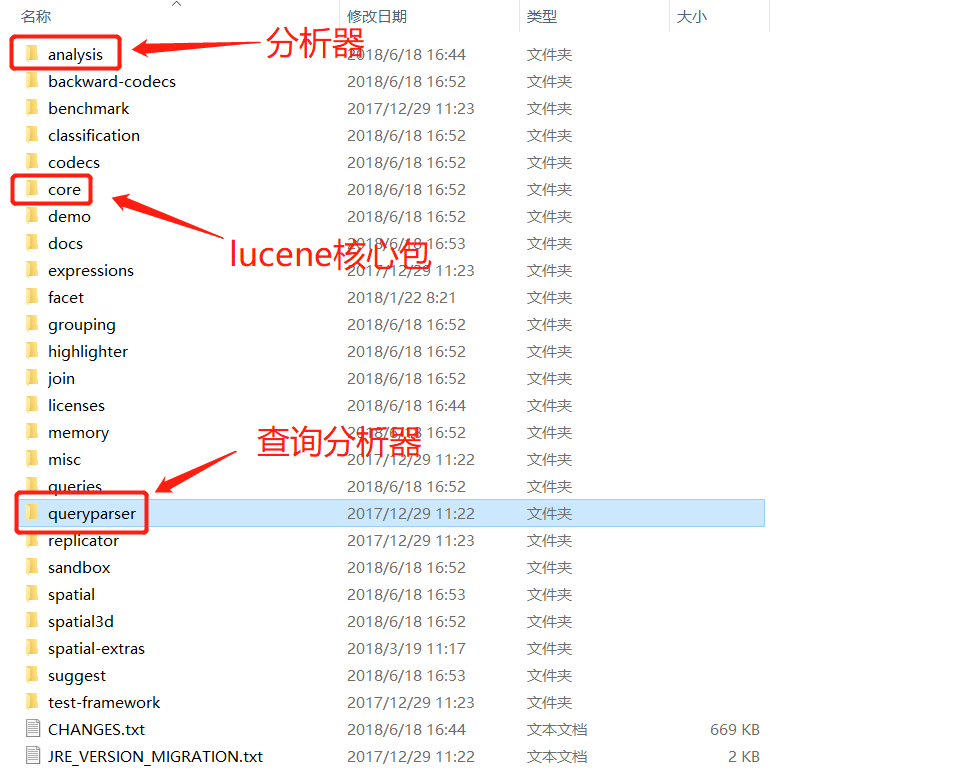 名称 修改日期 类型 大小
analysis 分析器 2018/6/18 16:44 文件夹
backward-codecs 2018/6/18 16:52 文件夹
benchmark 2017/12/29 11:23 文件夹
classification 2018/6/18 16:52 文件夹
codecs 2018/6/18 16:52 文件夹
core 2018/6/18 16:52 文件夹
demo 2018/6/18 16:52 文件夹
docs 2018/6/18 16:53 文件夹
lucene核心包
expressions 2017/12/29 11:23 文件夹
facet 2018/1/22 8:21 文件夹
grouping 2018/6/18 16:52 文件夹
highlighter 2018/6/18 16:52 文件夹
join 2018/6/18 16:52 文件夹
licenses 2018/6/18 16:44 文件夹
memory 2018/6/18 16:52 文件夹
查询分析器
misc 2017/12/29 11:22 文件夹
queries 2018/6/18 16:52 文件夹
queryparser 2017/12/29 11:22 文件夹
replicator 2017/12/29 11:23 文件夹
sandbox 2018/6/18 16:52 文件夹
spatial 2018/6/18 16:53 文件夹
spatial3d 2018/6/18 16:52 文件夹
spatial-extras 2018/3/19 11:17 文件夹
suggest 2018/6/18 16:53 文件夹
test-framework 2017/12/29 11:23 文件夹
CHANGES.txt 2018/6/18 16:44 文本文档 669 KB
JRE_VERSION_MIGRATION.txt 2017/12/29 11:22 文本文档 2 KB